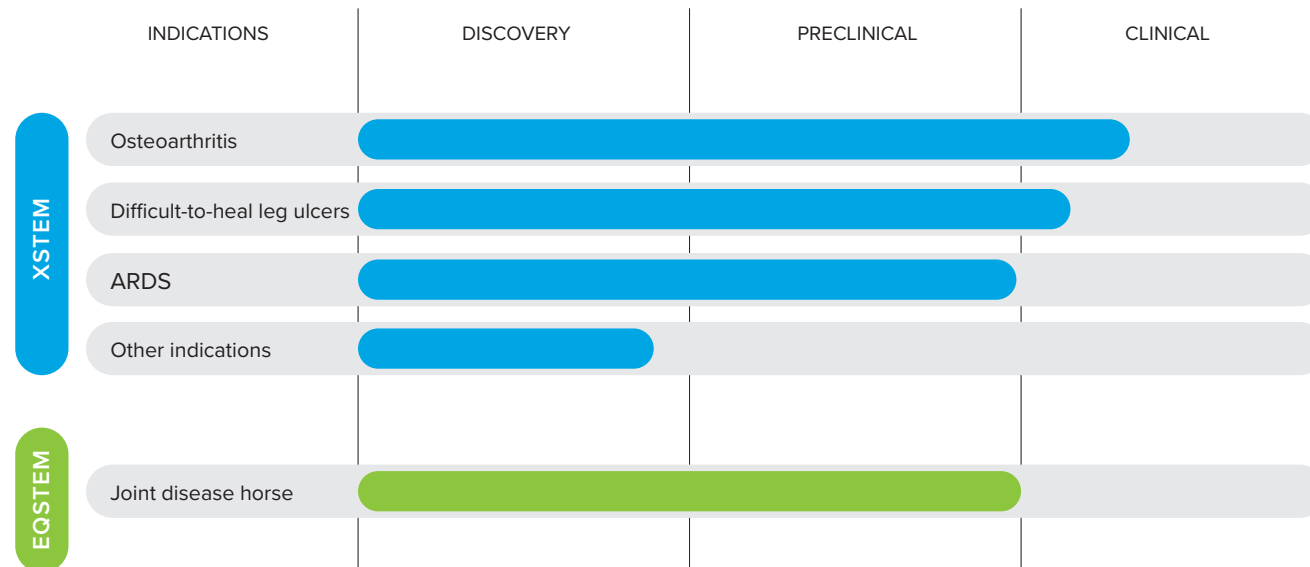 INDICATIONS DISCOVERY PRECLINICAL CLINICAL
XSTEM
Osteoarthritis
Difficult-to-heal leg ulcers
ARDS
Other indications
EQSTEM
Joint disease horse